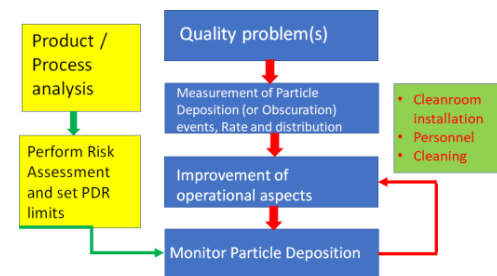 Product /
Process
analysis
Perform Risk
Assessment
and set PDR
limits
Quality problem(s)
Measurement of Particle
Deposition (or Obscuration)
events, Rate and distribution
Improvement of
operational aspects
Monitor Particle Deposition
• Cleanroom
installation
• Personnel
• Cleaning